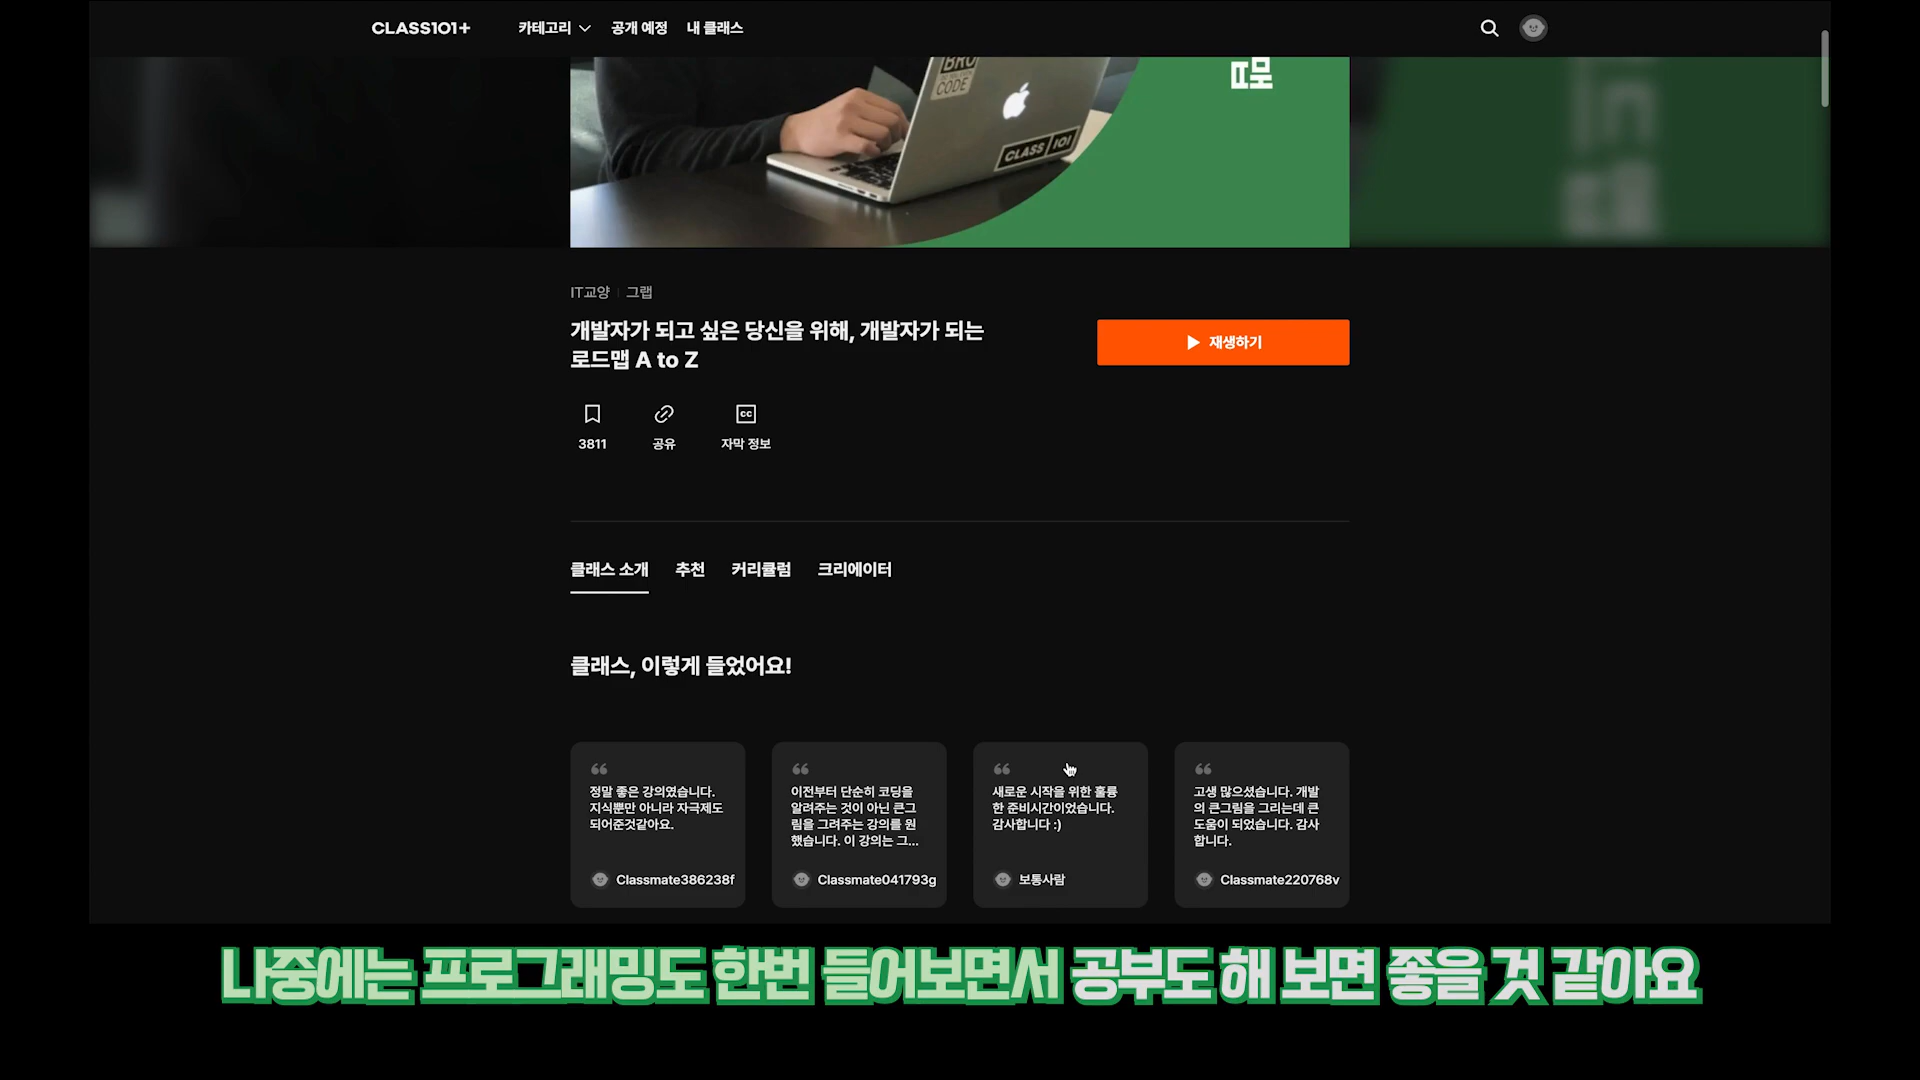 CLASS101+
카테고리 공개 예정 내 클래스
BRO
CODE
CLASS 101
IT교양 | 그랩
개발자가 되고 싶은 당신을 위해, 개발자가 되는
로드맵 A to Z
재생하기
3811 공유 자막 정보
클래스 소개 추천 커리큘럼 크리에이터
클래스, 이렇게 들었어요!
정말 좋은 강의였습니다.
지식뿐만 아니라 자극제도
되어준것같아요.
Classmate386238f
이전부터 단순히 코딩을
알려주는 것이 아닌 큰그
림을 그려주는 강의를 원
했습니다. 이 강의는 그...
Classmate041793g
새로운 시작을 위한 훌륭
한 준비시간이었습니다.
감사합니다 :)
보통사람
고생 많으셨습니다. 개발
의 큰그림을 그리는데 큰
도움이 되었습니다. 감사
합니다.
Classmate220768v
나중에는 프로그래밍도 한번 들어보면서 공부도 해 보면 좋을 것 같아요